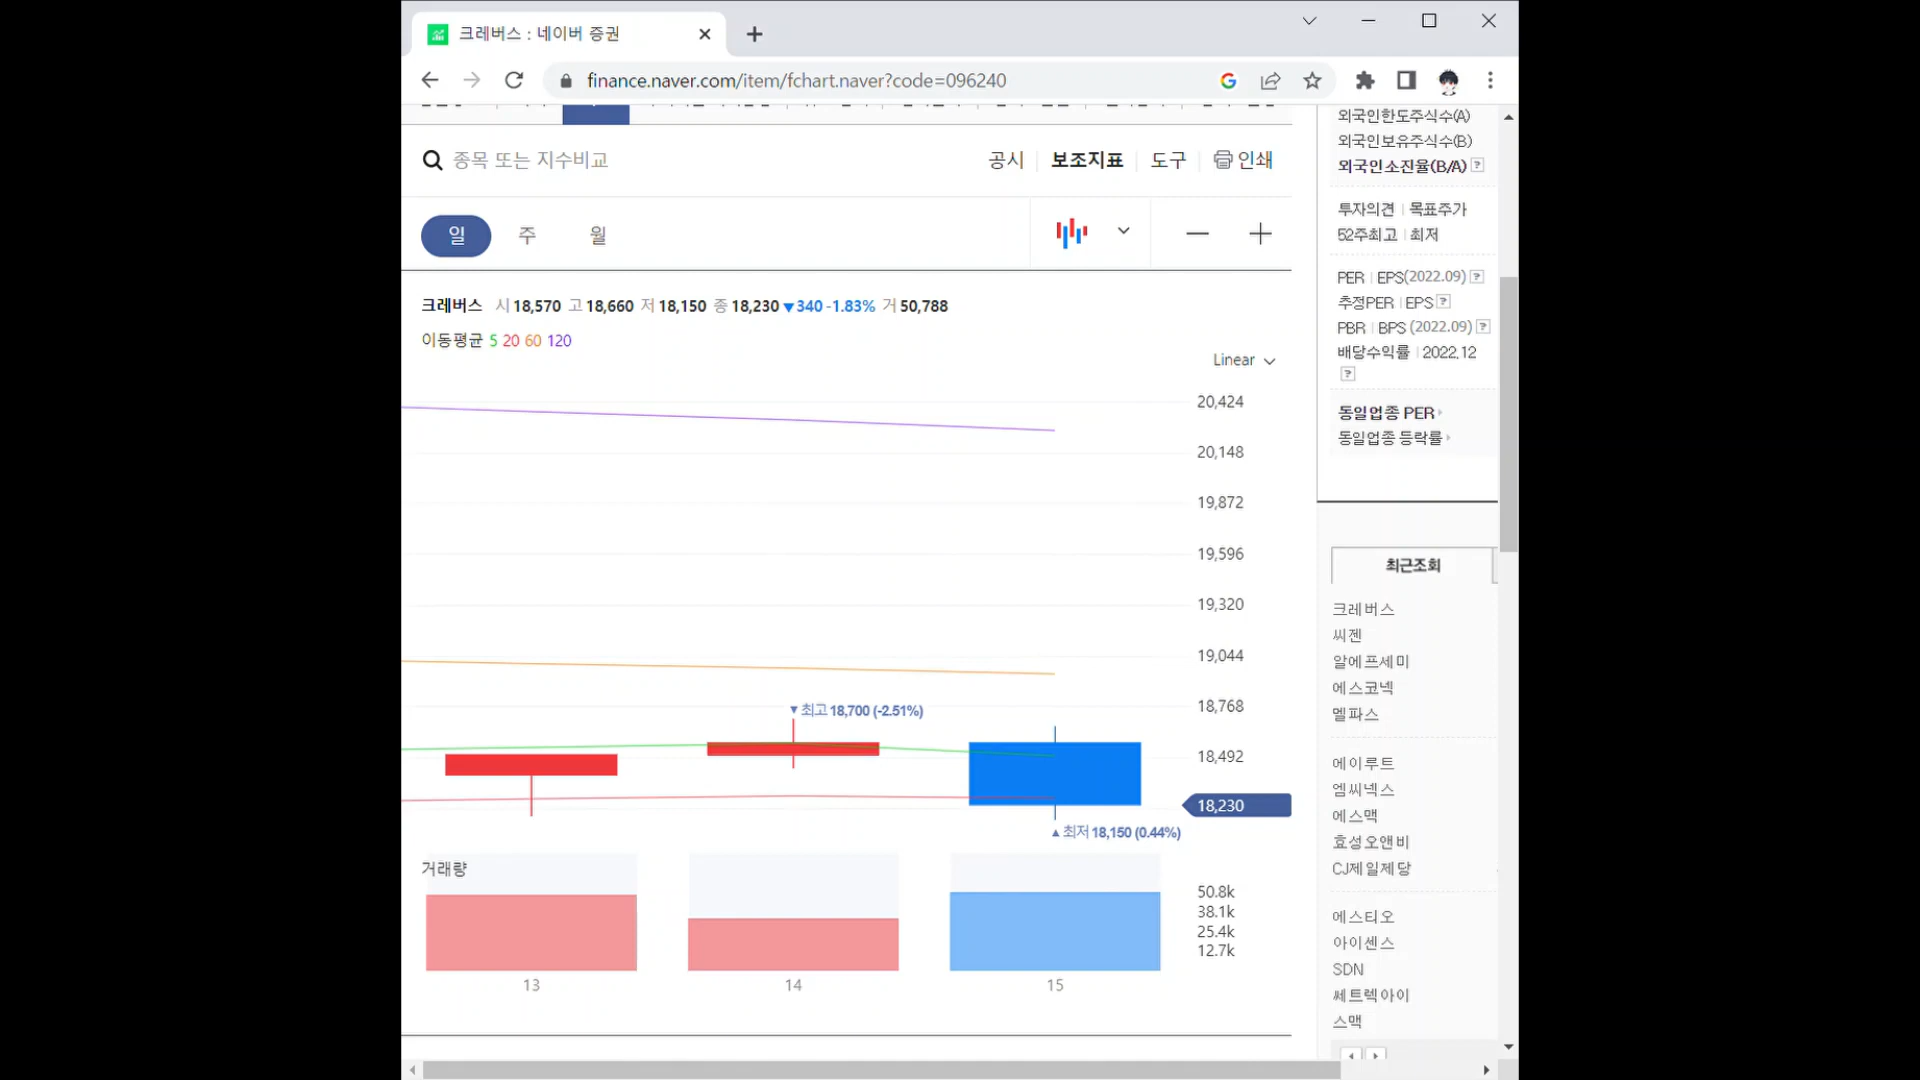 크레버스 : 네이버 증권
finance.naver.com/item/fchart.naver?code=096240
종목 또는 지수비교
공시 보조지표 도구 인쇄
일 주 월
크레버스 시 18,570 고 18,660 저 18,150 종 18,230 ▼340 -1.83% 거 50,788
이동평균 5 20 60 120
Linear
20,424
20,148
19,872
19,596
19,320
19,044
18,768
18,492
18,230
▼최고 18,700 (-2.51%)
▲최저 18,150 (0.44%)
거래량
50.8k
38.1k
25.4k
12.7k
13 14 15
외국인한도주식수(A)
외국인보유주식수(B)
외국인소진율(B/A) ?
투자의견 | 목표주가
52주최고 | 최저
PER | EPS(2022.09) ?
추정PER | EPS ?
PBR | BPS (2022.09) ?
배당수익률 | 2022.12
?
동일업종 PER
동일업종 등락률
최근조회
크레버스
씨젠
알에프세미
에스코넥
멜파스
에이루트
엠씨넥스
에스맥
효성오앤비
CJ제일제당
에스티오
아이센스
SDN
쎄트렉아이
스맥